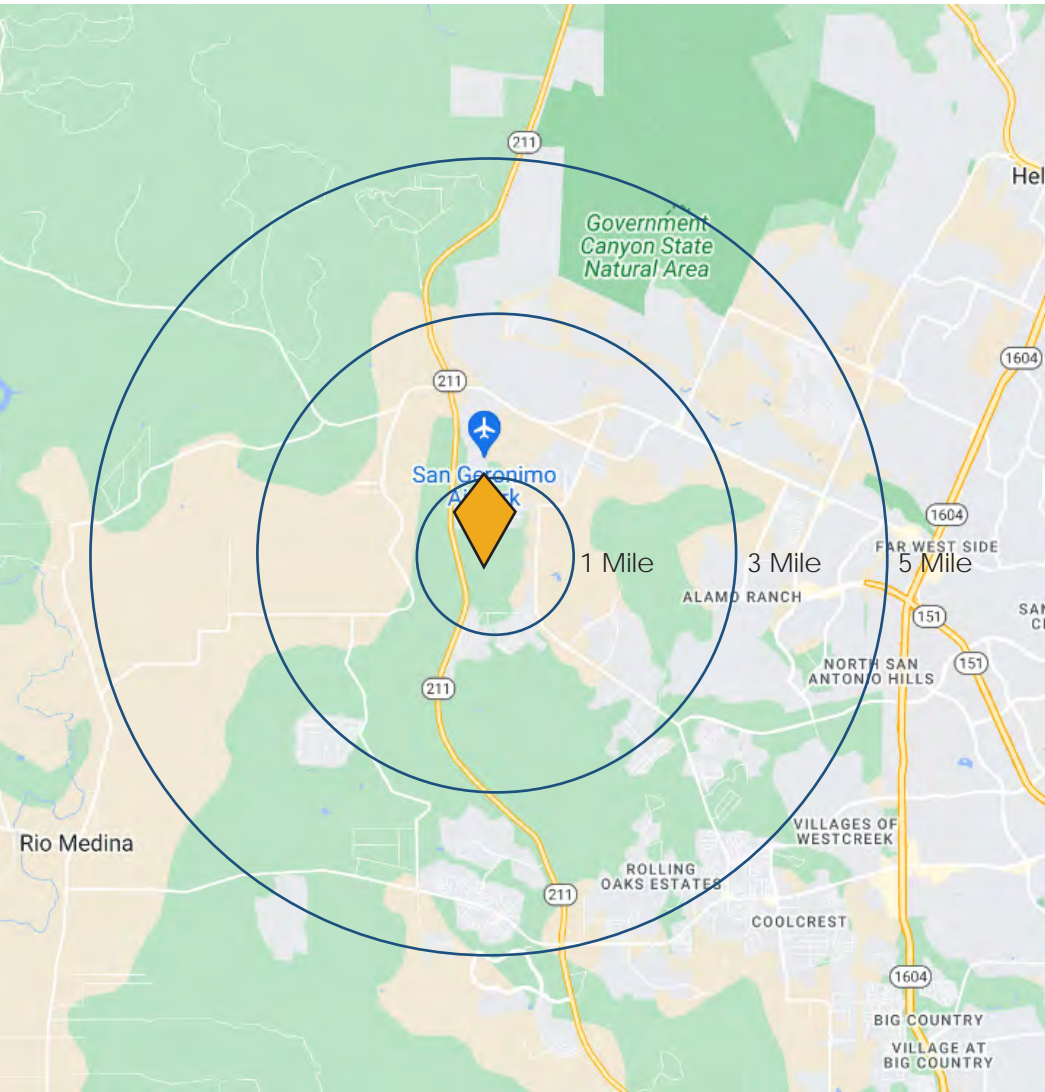 211
Hel
Government
Canyon State
Natural Area
1604
211
San Geronimo
Airpark
1604
FAR WEST SIDE
1 Mile
3 Mile
5 Mile
ALAMO RANCH
151
SAN
151
NORTH SAN
ANTONIO HILLS
211
VILLAGES OF
WESTCREEK
Rio Medina
ROLLING
OAKS ESTATES
211
COOLCREST
1604
BIG COUNTRY
VILLAGE AT
BIG COUNTRY